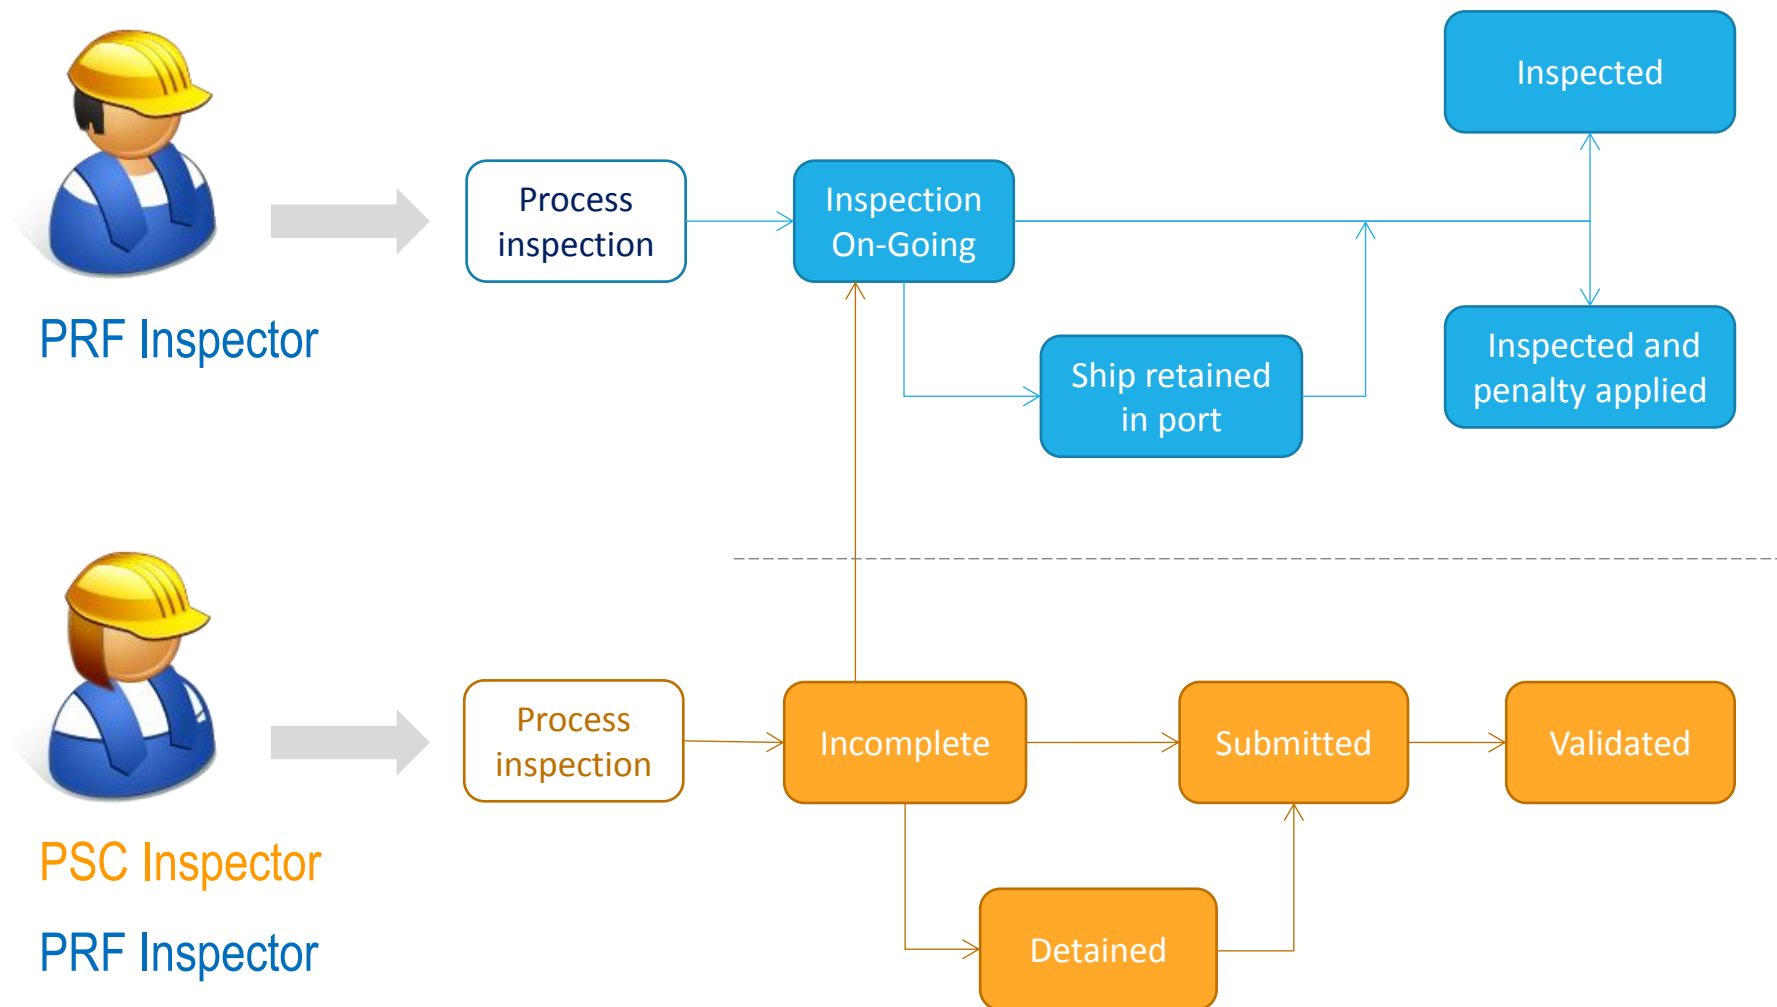 Inspected
Process
inspection
Inspection
On-Going
PRF Inspector
Ship retained
in port
Inspected and
penalty applied
Process
inspection
Incomplete
Submitted
Validated
PSC Inspector
PRF Inspector
Detained